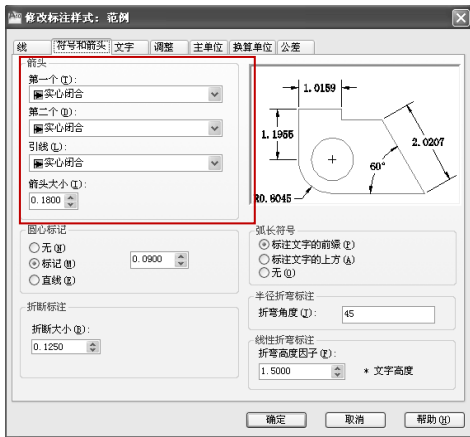 修改标注样式: 范例
线 符号和箭头 文字 调整 主单位 换算单位 公差
箭头
第一个(T):
实心闭合
第二个(D):
实心闭合
引线(L):
实心闭合
箭头大小(I):
0.1800
圆心标记
无(N)
标记(M)
直线(E)
0.0900
折断标注
折断大小(B):
0.1250
1.0159
1.1955
2.0207
60°
R0.8045
弧长符号
标注文字的前缀(P)
标注文字的上方(A)
无(O)
半径折弯标注
折弯角度(J):
45
线性折弯标注
折弯高度因子(F):
1.5000
* 文字高度
确定 取消 帮助(H)